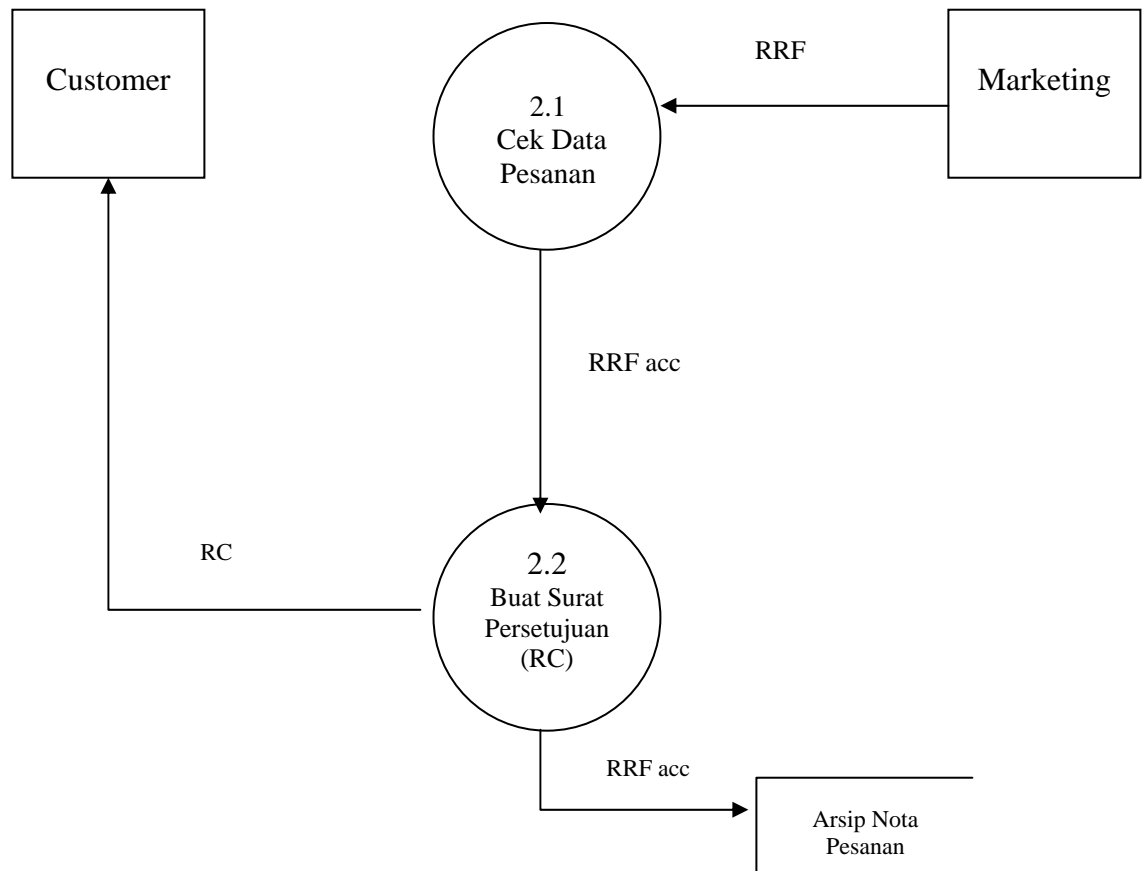 Customer
RRF
Marketing
2.1
Cek Data
Pesanan
RRF acc
RC
2.2
Buat Surat
Persetujuan
(RC)
RRF acc
Arsip Nota
Pesanan